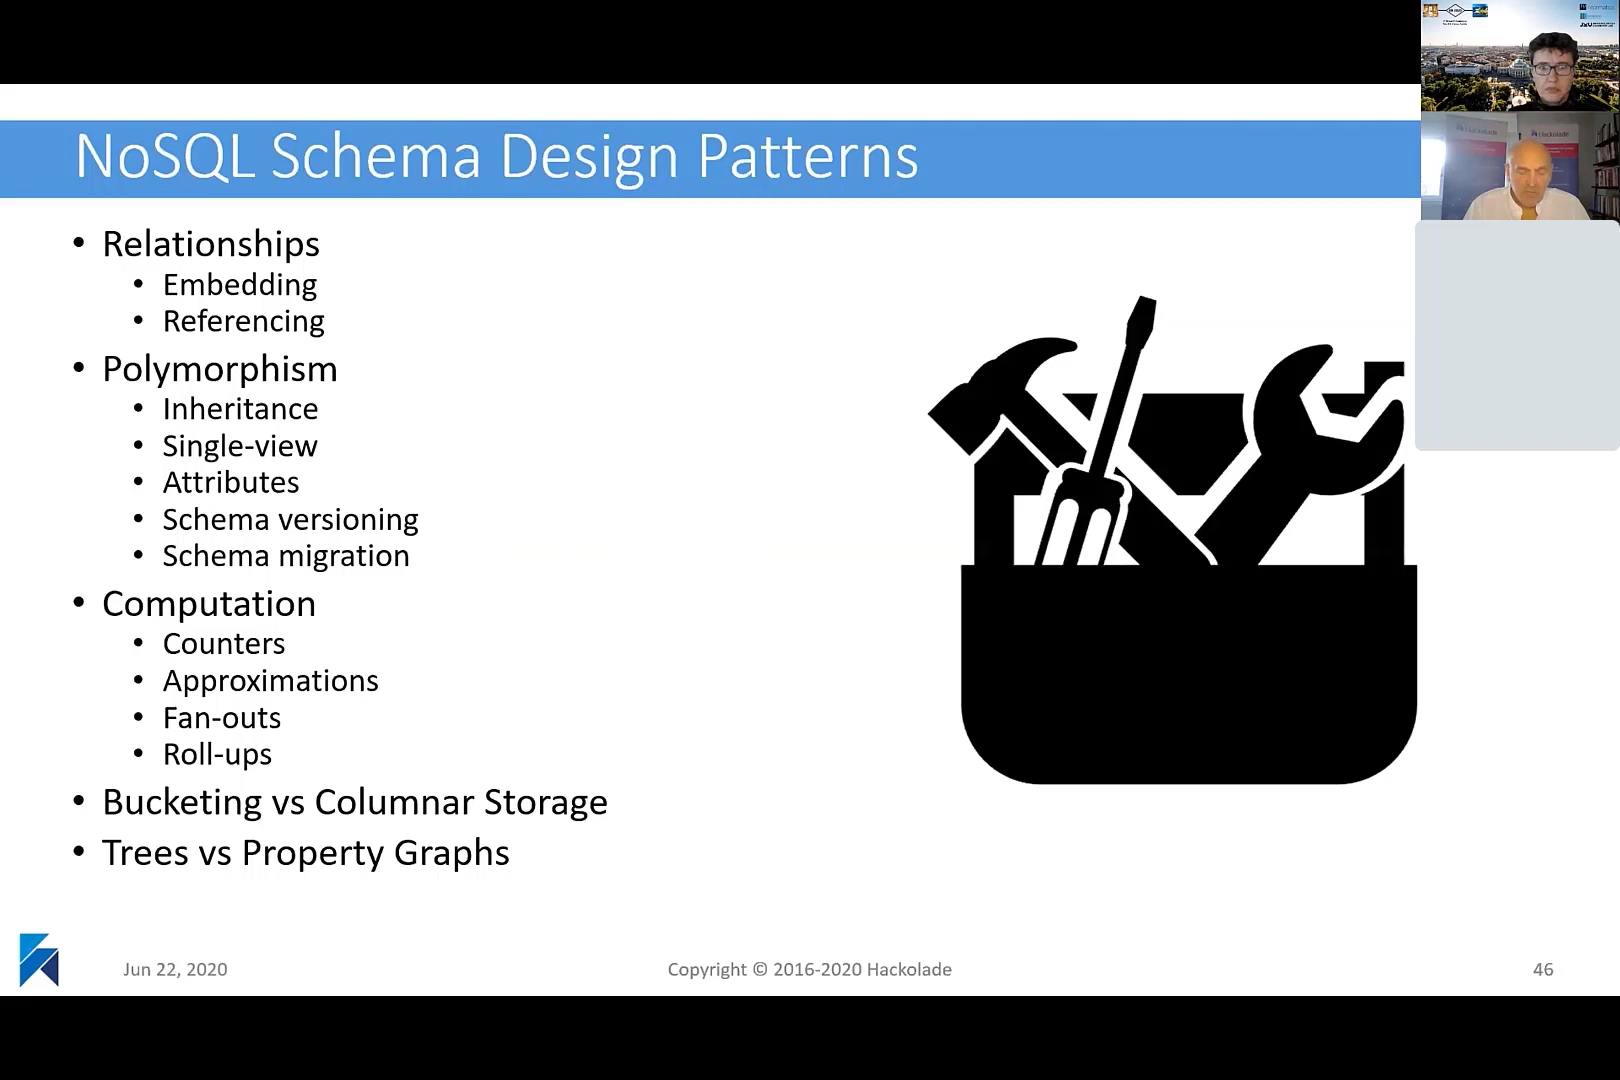 NoSQL Schema Design Patterns
• Relationships
• Embedding
• Referencing
• Polymorphism
• Inheritance
• Single-view
• Attributes
• Schema versioning
• Schema migration
• Computation
• Counters
• Approximations
• Fan-outs
• Roll-ups
• Bucketing vs Columnar Storage
• Trees vs Property Graphs
Jun 22, 2020
Copyright © 2016-2020 Hackolade
46
Hackolade